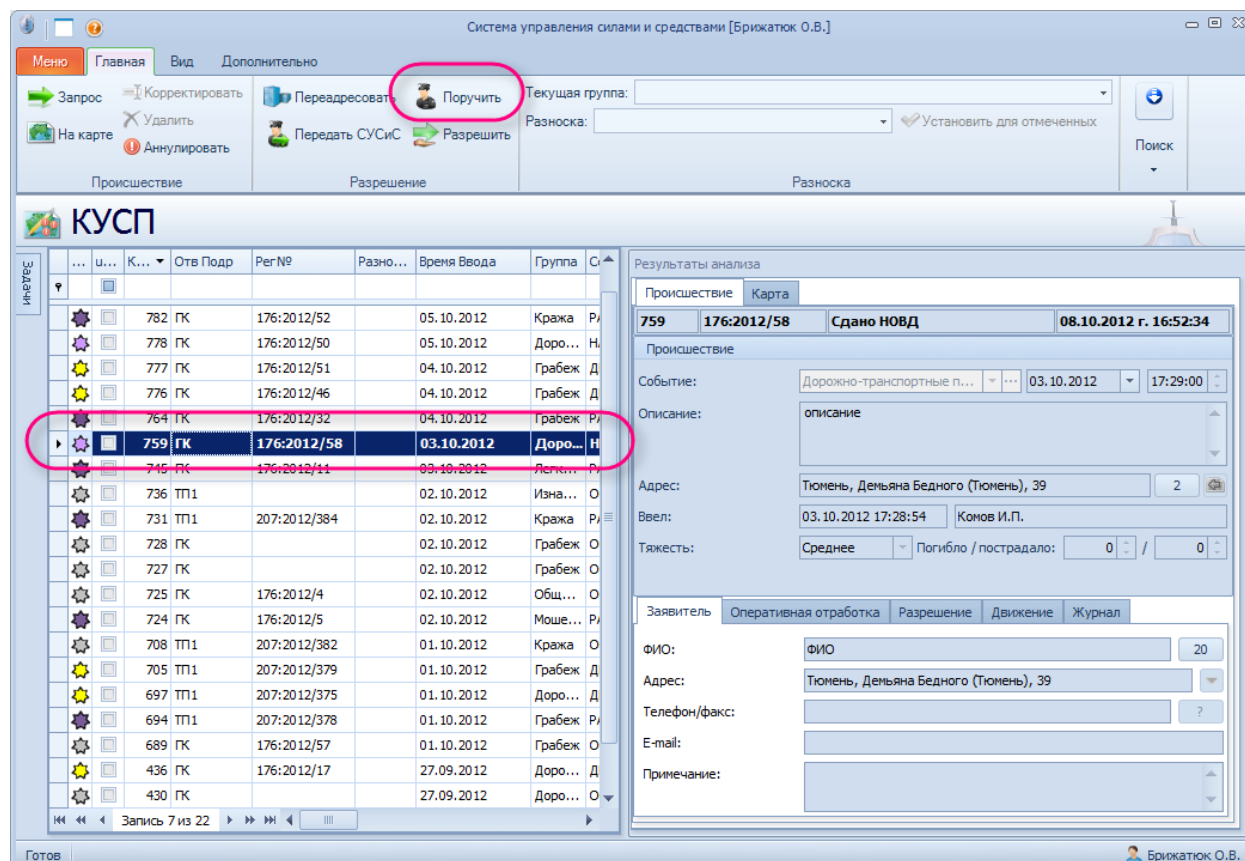 Система управления силами и средствами [Брижатюк О.В.]
Меню Главная Вид Дополнительно
Запрос Корректировать Переадресовать Поручить Текущая группа:
Удалить Разноска: Установить для отмеченных
На карте Аннулировать Передать СУСиС Разрешить Поиск
Происшествие Разрешение Разноска
КУСП
Задачи
... u... К... Отв Подр Рег№ Разно... Время Ввода Группа
782 ГК 176:2012/52 05.10.2012 Кража
778 ГК 176:2012/50 05.10.2012 Доро...
777 ГК 176:2012/51 04.10.2012 Грабеж
776 ГК 176:2012/46 04.10.2012 Грабеж
764 ГК 176:2012/32 04.10.2012 Грабеж
759 ГК 176:2012/58 03.10.2012 Доро... Н
745 ГК 176:2012/11 03.10.2012 Легк...
736 ТП1 02.10.2012 Изна... О
731 ТП1 207:2012/384 02.10.2012 Кража
728 ГК 02.10.2012 Грабеж О
727 ГК 02.10.2012 Грабеж О
725 ГК 176:2012/4 02.10.2012 Общ... О
724 ГК 176:2012/5 02.10.2012 Моше...
708 ТП1 207:2012/382 01.10.2012 Кража О
705 ТП1 207:2012/379 01.10.2012 Грабеж
697 ТП1 207:2012/375 01.10.2012 Доро...
694 ТП1 207:2012/378 01.10.2012 Грабеж
689 ГК 176:2012/57 01.10.2012 Грабеж О
436 ГК 176:2012/17 27.09.2012 Доро...
430 ГК 27.09.2012 Доро... О
Запись 7 из 22
Результаты анализа
Происшествие Карта
759 176:2012/58 Сдано НОВД 08.10.2012 г. 16:52:34
Происшествие
Событие: Дорожно-транспортные п... ... 03.10.2012 17:29:00
Описание: описание
Адрес: Тюмень, Демьяна Бедного (Тюмень), 39 2
Ввел: 03.10.2012 17:28:54 Комов И.П.
Тяжесть: Среднее Погибло / пострадало: 0 / 0
Заявитель Оперативная отработка Разрешение Движение Журнал
ФИО: ФИО 20
Адрес: Тюмень, Демьяна Бедного (Тюмень), 39
Телефон/факс: ?
E-mail:
Примечание:
Готов Брижатюк О.В.